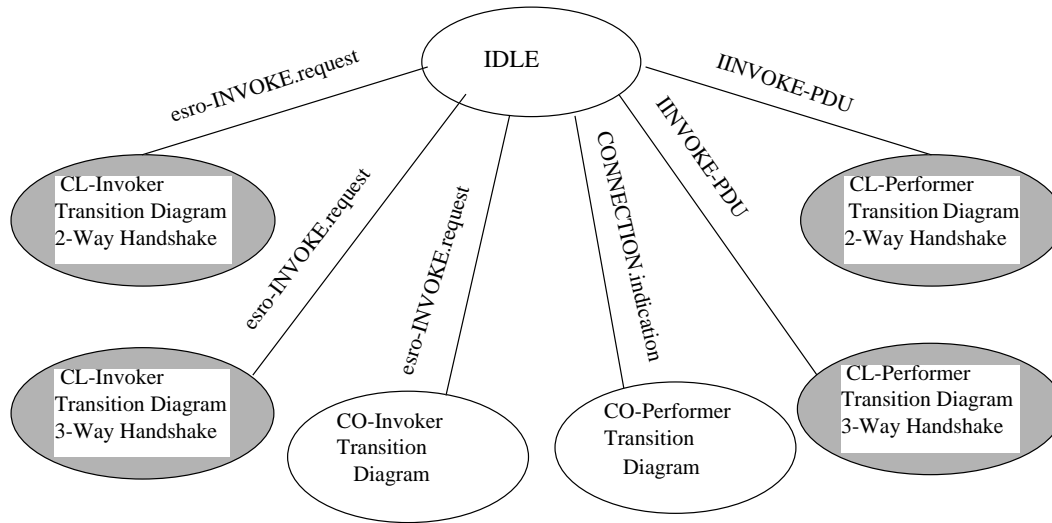 IDLE
esro-INVOKE.request
IINVOKE-PDU
CL-Invoker
Transition Diagram
2-Way Handshake
esro-INVOKE.request
esro-INVOKE.request
CONNECTION.indication
IINVOKE-PDU
CL-Performer
Transition Diagram
2-Way Handshake
CL-Invoker
Transition Diagram
3-Way Handshake
CO-Invoker
Transition
Diagram
CO-Performer
Transition
Diagram
CL-Performer
Transition Diagram
3-Way Handshake